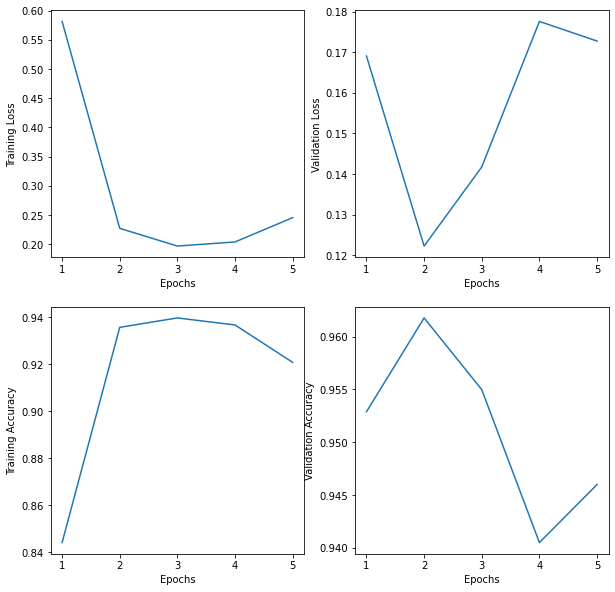 0.60
0.55
0.50
0.45
0.40
0.35
0.30
0.25
0.20
Training Loss
1 2 3 4 5
Epochs
0.18
0.17
0.16
0.15
0.14
0.13
0.12
Validation Loss
1 2 3 4 5
Epochs
0.94
0.92
0.90
0.88
0.86
0.84
Training Accuracy
1 2 3 4 5
Epochs
0.960
0.955
0.950
0.945
0.940
Validation Accuracy
1 2 3 4 5
Epochs